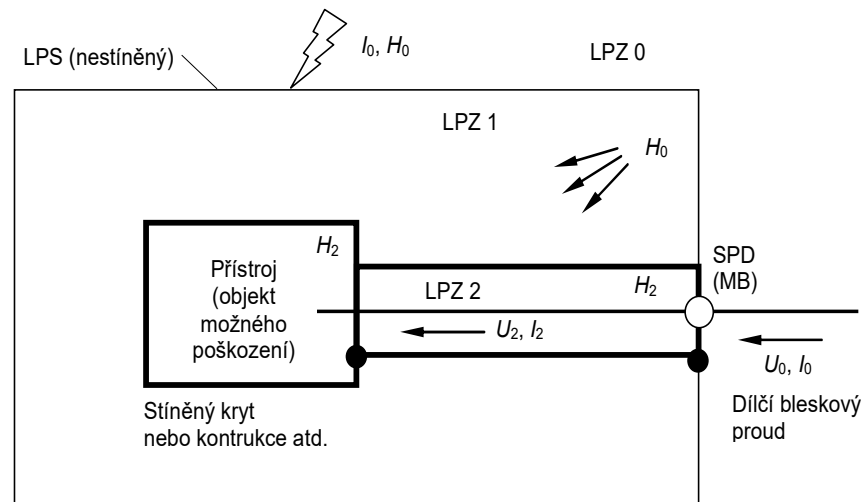 LPS (nestíněný)
I0, H0
LPZ 0
LPZ 1
H0
H2
Přístroj
(objekt
možného
poškození)
LPZ 2
H2
SPD
(MB)
U2, I2
U0, I0
Stíněný kryt
nebo kontrukce atd.
Dílčí bleskový
proud